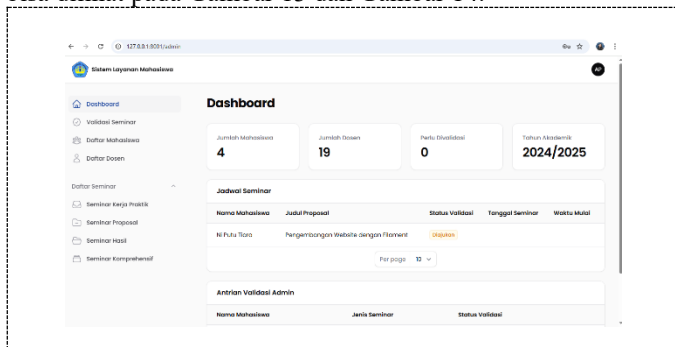 127.0.0.1:8001/admin
Sistem Layanan Mahasiswa
AP
Dashboard
Validasi Seminar
Daftar Mahasiswa
Daftar Dosen
Daftar Seminar
Seminar Kerja Praktik
Seminar Proposal
Seminar Hasil
Seminar Komprehensif
Dashboard
Jumlah Mahasiswa
4
Jumlah Dosen
19
Perlu Divalidasi
0
Tahun Akademik
2024/2025
Jadwal Seminar
Nama Mahasiswa Judul Proposal Status Validasi Tanggal Seminar Waktu Mulai
Ni Putu Tiara Pengembangan Website dengan Filament Diajukan
Per page 10
Antrian Validasi Admin
Nama Mahasiswa Jenis Seminar Status Validasi